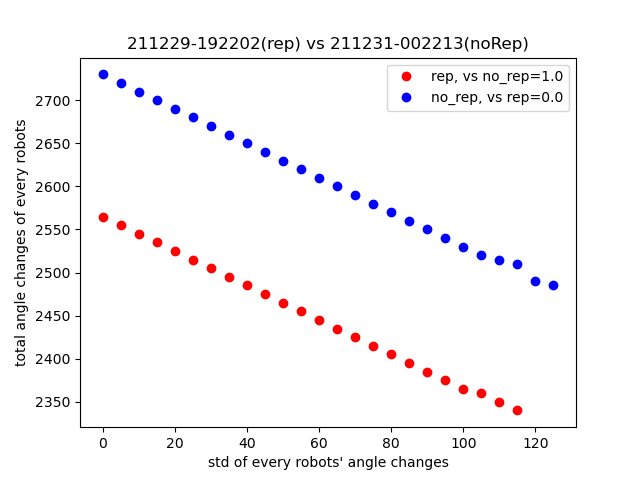 211229-192202(rep) vs 211231-002213(noRep)
rep, vs no_rep=1.0
no_rep, vs rep=0.0
total angle changes of every robots
2700
2650
2600
2550
2500
2450
2400
2350
0 20 40 60 80 100 120
std of every robots' angle changes